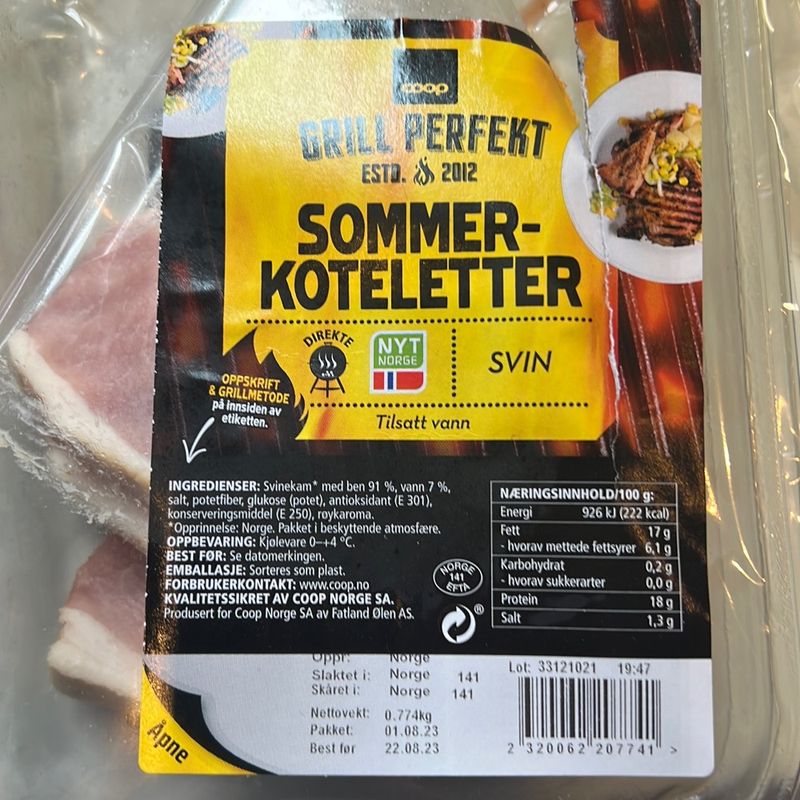 coop
GRILL PERFEKT
ESTD. 2012
SOMMER-
KOTELETTER
DIREKTE
NYT
NORGE
SVIN
OPPSKRIFT
& GRILLMETODE
på innsiden av
etiketten.
Tilsatt vann
INGREDIENSER: Svinekam* med ben 91 %, vann 7 %,
salt, potetfiber, glukose (potet), antioksidant (E 301),
konserveringsmiddel (E 250), røykaroma.
*Opprinnelse: Norge. Pakket i beskyttende atmosfære.
OPPBEVARING: Kjølevare 0–+4 °C.
BEST FØR: Se datomerkingen.
EMBALLASJE: Sorteres som plast.
FORBRUKERKONTAKT: www.coop.no
KVALITETSSIKRET AV COOP NORGE SA.
Produsert for Coop Norge SA av Fatland Ølen AS.
NORGE
141
EFTA
®
NÆRINGSINNHOLD/100 g:
Energi 926 kJ (222 kcal)
Fett 17 g
- hvorav mettede fettsyrer 6,1 g
Karbohydrat 0,2 g
- hvorav sukkerarter 0,0 g
Protein 18 g
Salt 1,3 g
Oppr: Norge
Slaktet i: Norge 141
Skåret i: Norge 141
Nettovekt: 0.774kg
Pakket: 01.08.23
Best før 22.08.23
Lot: 33121021 19:47
2 320062 207741 >
Åpne